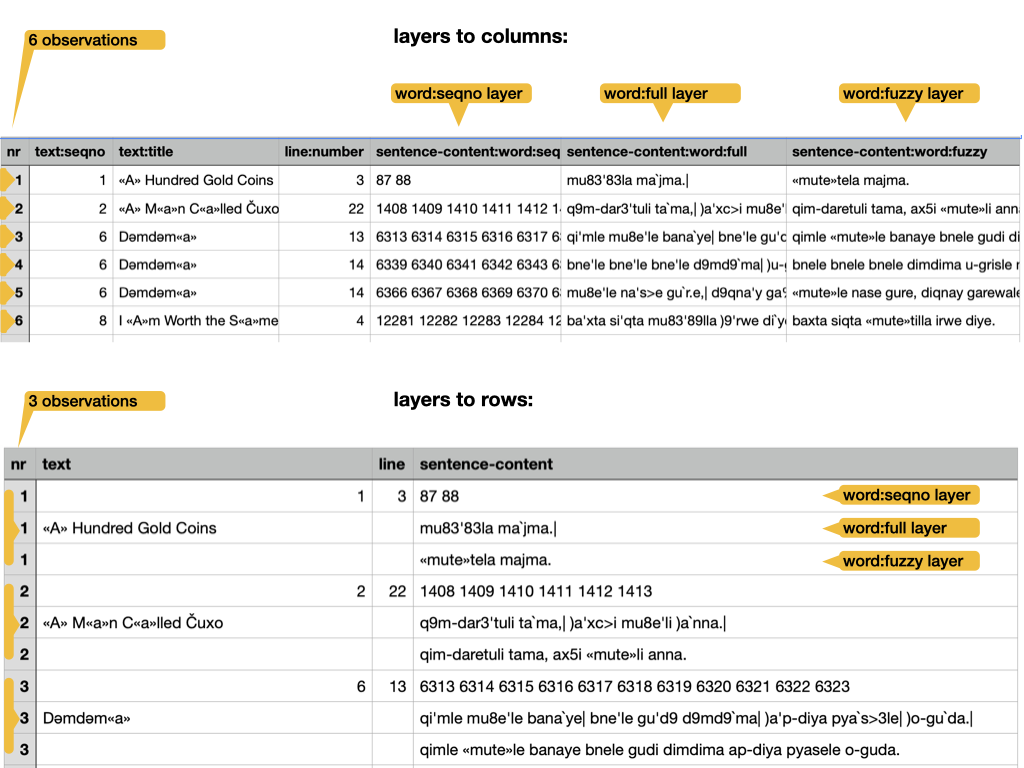 6 observations
layers to columns:
word:seqno layer
word:full layer
word:fuzzy layer
nr text:seqno text:title line:number sentence-content:word:seq sentence-content:word:full sentence-content:word:fuzzy
1 1 «A» Hundred Gold Coins 3 87 88 mu83'83la ma`jma.| «mute»tela majma.
2 2 «A» M«a»n C«a»lled Čuxo 22 1408 1409 1410 1411 1412 1 q9m-dar3'tuli ta`ma,| )a'xc>i mu8e' qim-daretuli tama, ax5i «mute»li ann
3 6 Dəmdəm«a» 13 6313 6314 6315 6316 6317 6 qi'mle mu8e'le bana`ye| bne'le gu' qimle «mute»le banaye bnele gudi di
4 6 Dəmdəm«a» 14 6339 6340 6341 6342 6343 6 bne'le bne'le bne'le d9md9`ma| )u- bnele bnele bnele dimdima u-grisle
5 6 Dəmdəm«a» 14 6366 6367 6368 6369 6370 6 mu8e'le na's>e gu`r.e,| d9qna'y ga «mute»le nase gure, diqnay garewal
6 8 I «A»m Worth the S«a»me 4 12281 12282 12283 12284 12 ba'xta si'qta mu83'89lla )9'rwe di`y baxta siqta «mute»tilla irwe diye.
3 observations
layers to rows:
nr text line sentence-content
1 1 3 87 88 word:seqno layer
1 «A» Hundred Gold Coins mu83'83la ma`jma.| word:full layer
1 «mute»tela majma. word:fuzzy layer
2 2 22 1408 1409 1410 1411 1412 1413
2 «A» M«a»n C«a»lled Čuxo q9m-dar3'tuli ta`ma,| )a'xc>i mu8e'li )a`nna.|
2 qim-daretuli tama, ax5i «mute»li anna.
3 6 13 6313 6314 6315 6316 6317 6318 6319 6320 6321 6322 6323
3 Dəmdəm«a» qi'mle mu8e'le bana`ye| bne'le gu'd9 d9md9`ma| )a'p-diya pya`s>3le| )o-gu`da.|
3 qimle «mute»le banaye bnele gudi dimdima ap-diya pyasele o-guda.